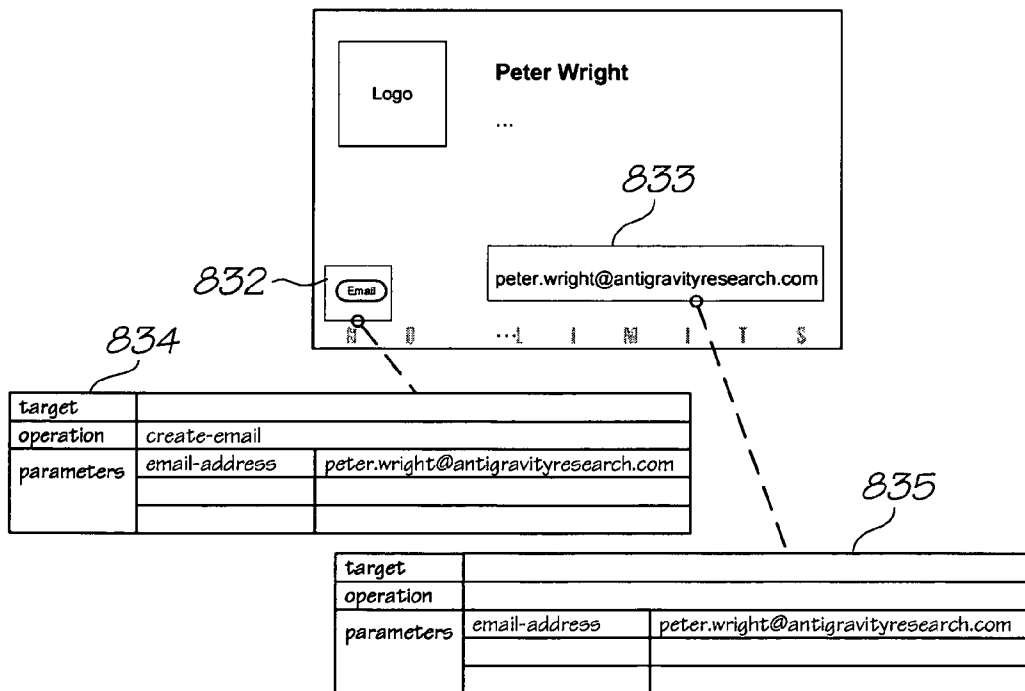 Logo
Peter Wright
...
833
peter.wright@antigravityresearch.com
832
Email
N O ...L I M I T S
834
target
operation create-email
parameters email-address peter.wright@antigravityresearch.com
835
target
operation
parameters email-address peter.wright@antigravityresearch.com